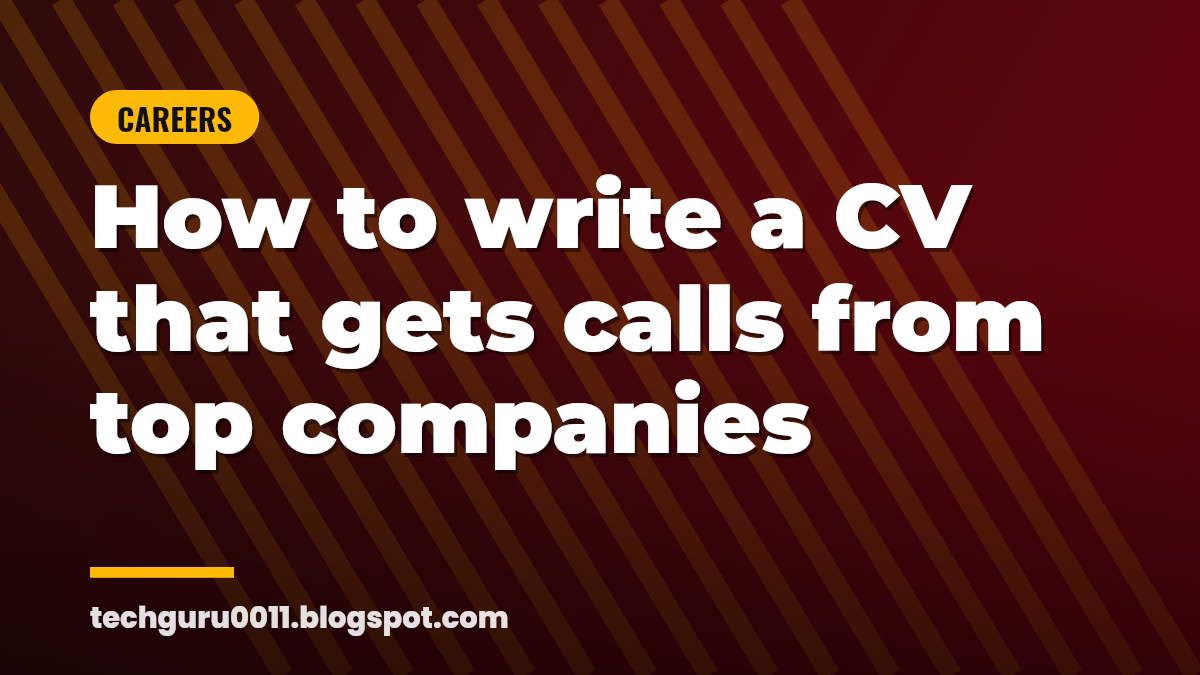 CAREERS
How to write a CV
that gets calls from
top companies
techguru0011.blogspot.com